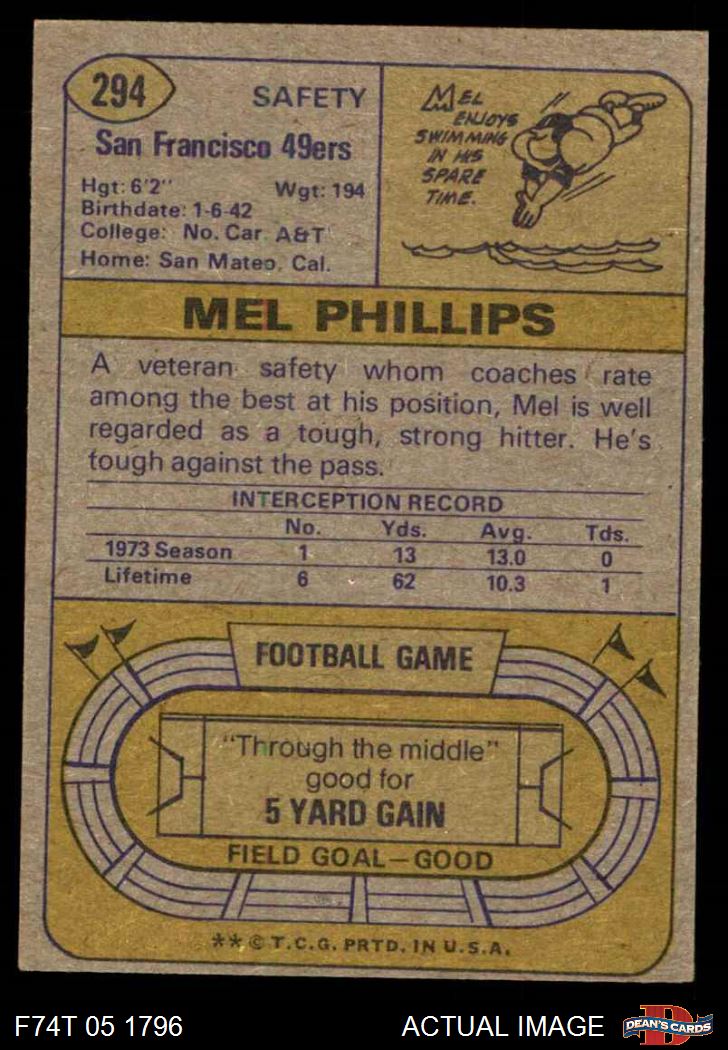 294
SAFETY
San Francisco 49ers
Hgt: 6'2" Wgt: 194
Birthdate: 1-6-42
College: No. Car. A&T
Home: San Mateo, Cal.
MEL
ENJOYS
SWIMMING
IN HIS
SPARE
TIME.
MEL PHILLIPS
A veteran safety whom coaches rate
among the best at his position, Mel is well
regarded as a tough, strong hitter. He's
tough against the pass.
INTERCEPTION RECORD
No. Yds. Avg. Tds.
1973 Season 1 13 13.0 0
Lifetime 6 62 10.3 1
FOOTBALL GAME
"Through the middle"
good for
5 YARD GAIN
FIELD GOAL—GOOD
** © T.C.G. PRTD. IN U.S.A.
F74T 05 1796 ACTUAL IMAGE
D
DEAN'S CARDS